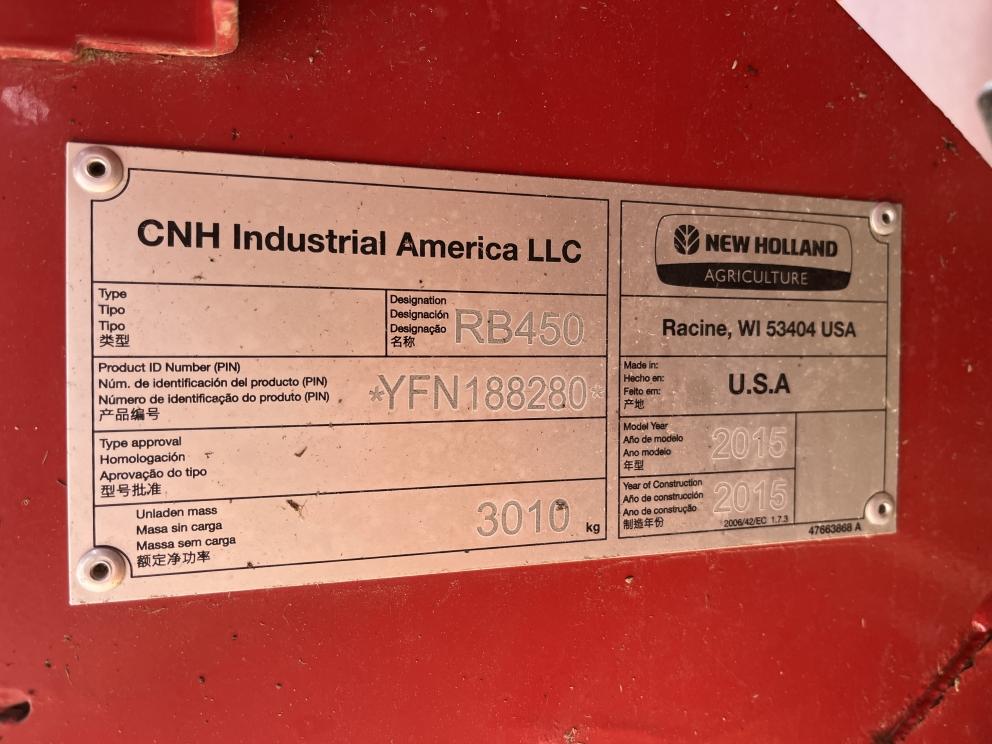 CNH Industrial America LLC
Type
Tipo
Tipo
类型
Designation
Designación
Designação
名称
RB450
Product ID Number (PIN)
Núm. de identificación del producto (PIN)
Número de identificação do produto (PIN)
产品编号
*YFN188280*
Type approval
Homologación
Aprovação do tipo
型号批准
Unladen mass
Masa sin carga
Massa sem carga
额定净功率
3010 kg
NEW HOLLAND
AGRICULTURE
Racine, WI 53404 USA
Made in:
Hecho en:
Feito em:
产地
U.S.A
Model Year
Año de modelo
Ano modelo
年型
2015
Year of Construction
Año de construcción
Ano de construção
制造年份
2015
2006/42/EC 1.7.3
47663868 A